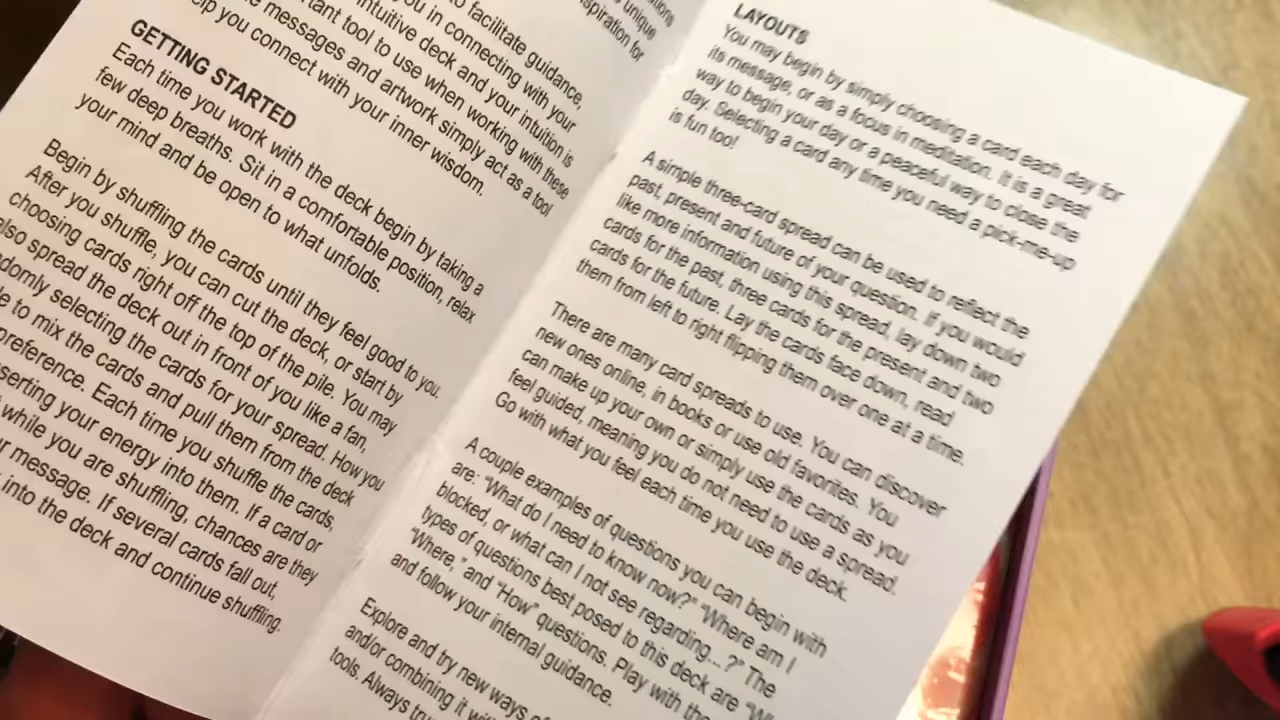 to facilitate guidance,
you in connecting with your
intuitive deck and your intuition is
tool to use when working with these
messages and artwork simply act as a tool
you connect with your inner wisdom.
GETTING STARTED
Each time you work with the deck begin by taking a
few deep breaths. Sit in a comfortable position, relax
your mind and be open to what unfolds.
Begin by shuffling the cards until they feel good to you.
After you shuffle, you can cut the deck, or start by
choosing cards right off the top of the pile. You may
also spread the deck out in front of you like a fan,
selecting the cards for your spread. How you
to mix the cards and pull them from the deck
preference. Each time you shuffle the cards,
your energy into them. If a card or
while you are shuffling, chances are they
message. If several cards fall out,
into the deck and continue shuffling.
unique
for
LAYOUTS
You may begin by simply choosing a card each day for
its message, or as a focus in meditation. It is a great
way to begin your day or a peaceful way to close the
day. Selecting a card any time you need a pick-me-up
is fun too!
A simple three-card spread can be used to reflect the
past, present and future of your question. If you would
like more information using this spread, lay down two
cards for the past, three cards for the present and two
cards for the future. Lay the cards face down, read
them from left to right flipping them over one at a time.
There are many card spreads to use. You can discover
new ones online, in books or use old favorites. You
can make up your own or simply use the cards as you
feel guided, meaning you do not need to use a spread.
Go with what you feel each time you use the deck.
A couple examples of questions you can begin with
are: "What do I need to know now?" "Where am I
blocked, or what can I not see regarding...?" The
types of questions best posed to this deck are
"Where," and "How" questions. Play with the
and follow your internal guidance.
Explore and try new ways
and/or combining it
tools. Always